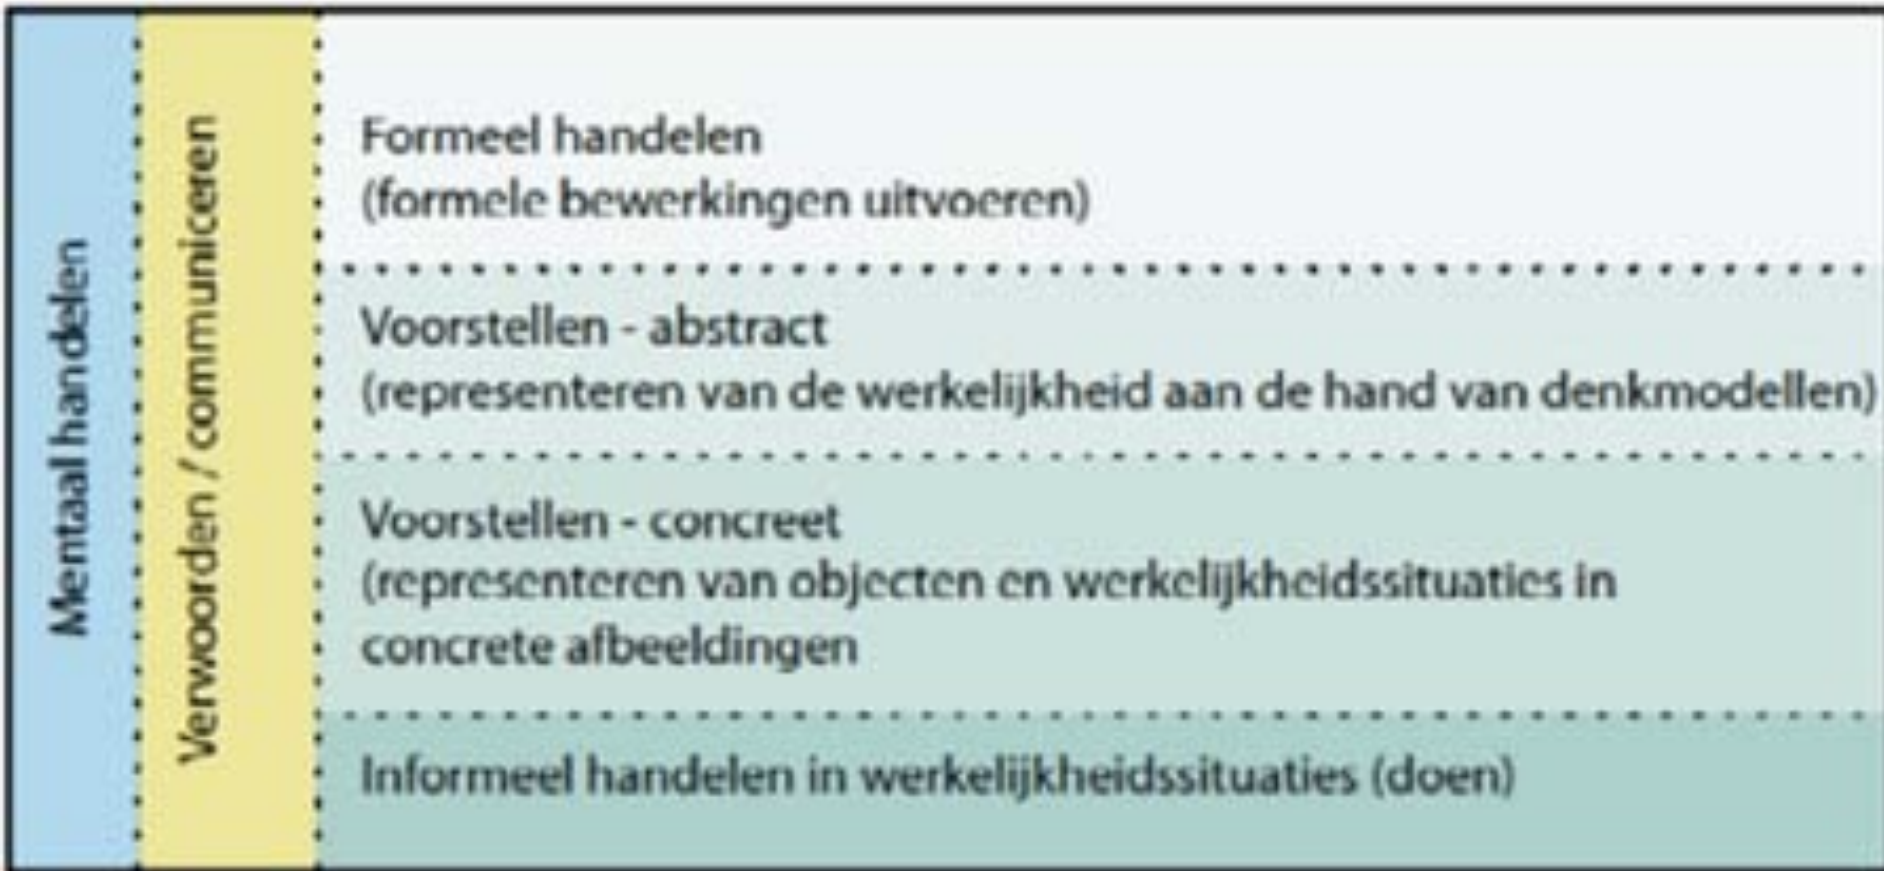 Mentaal handelen
Verwoorden / communiceren
Formeel handelen
(formele bewerkingen uitvoeren)
Voorstellen - abstract
(representeren van de werkelijkheid aan de hand van denkmodellen)
Voorstellen - concreet
(representeren van objecten en werkelijkheidssituaties in
concrete afbeeldingen
Informeel handelen in werkelijkheidssituaties (doen)